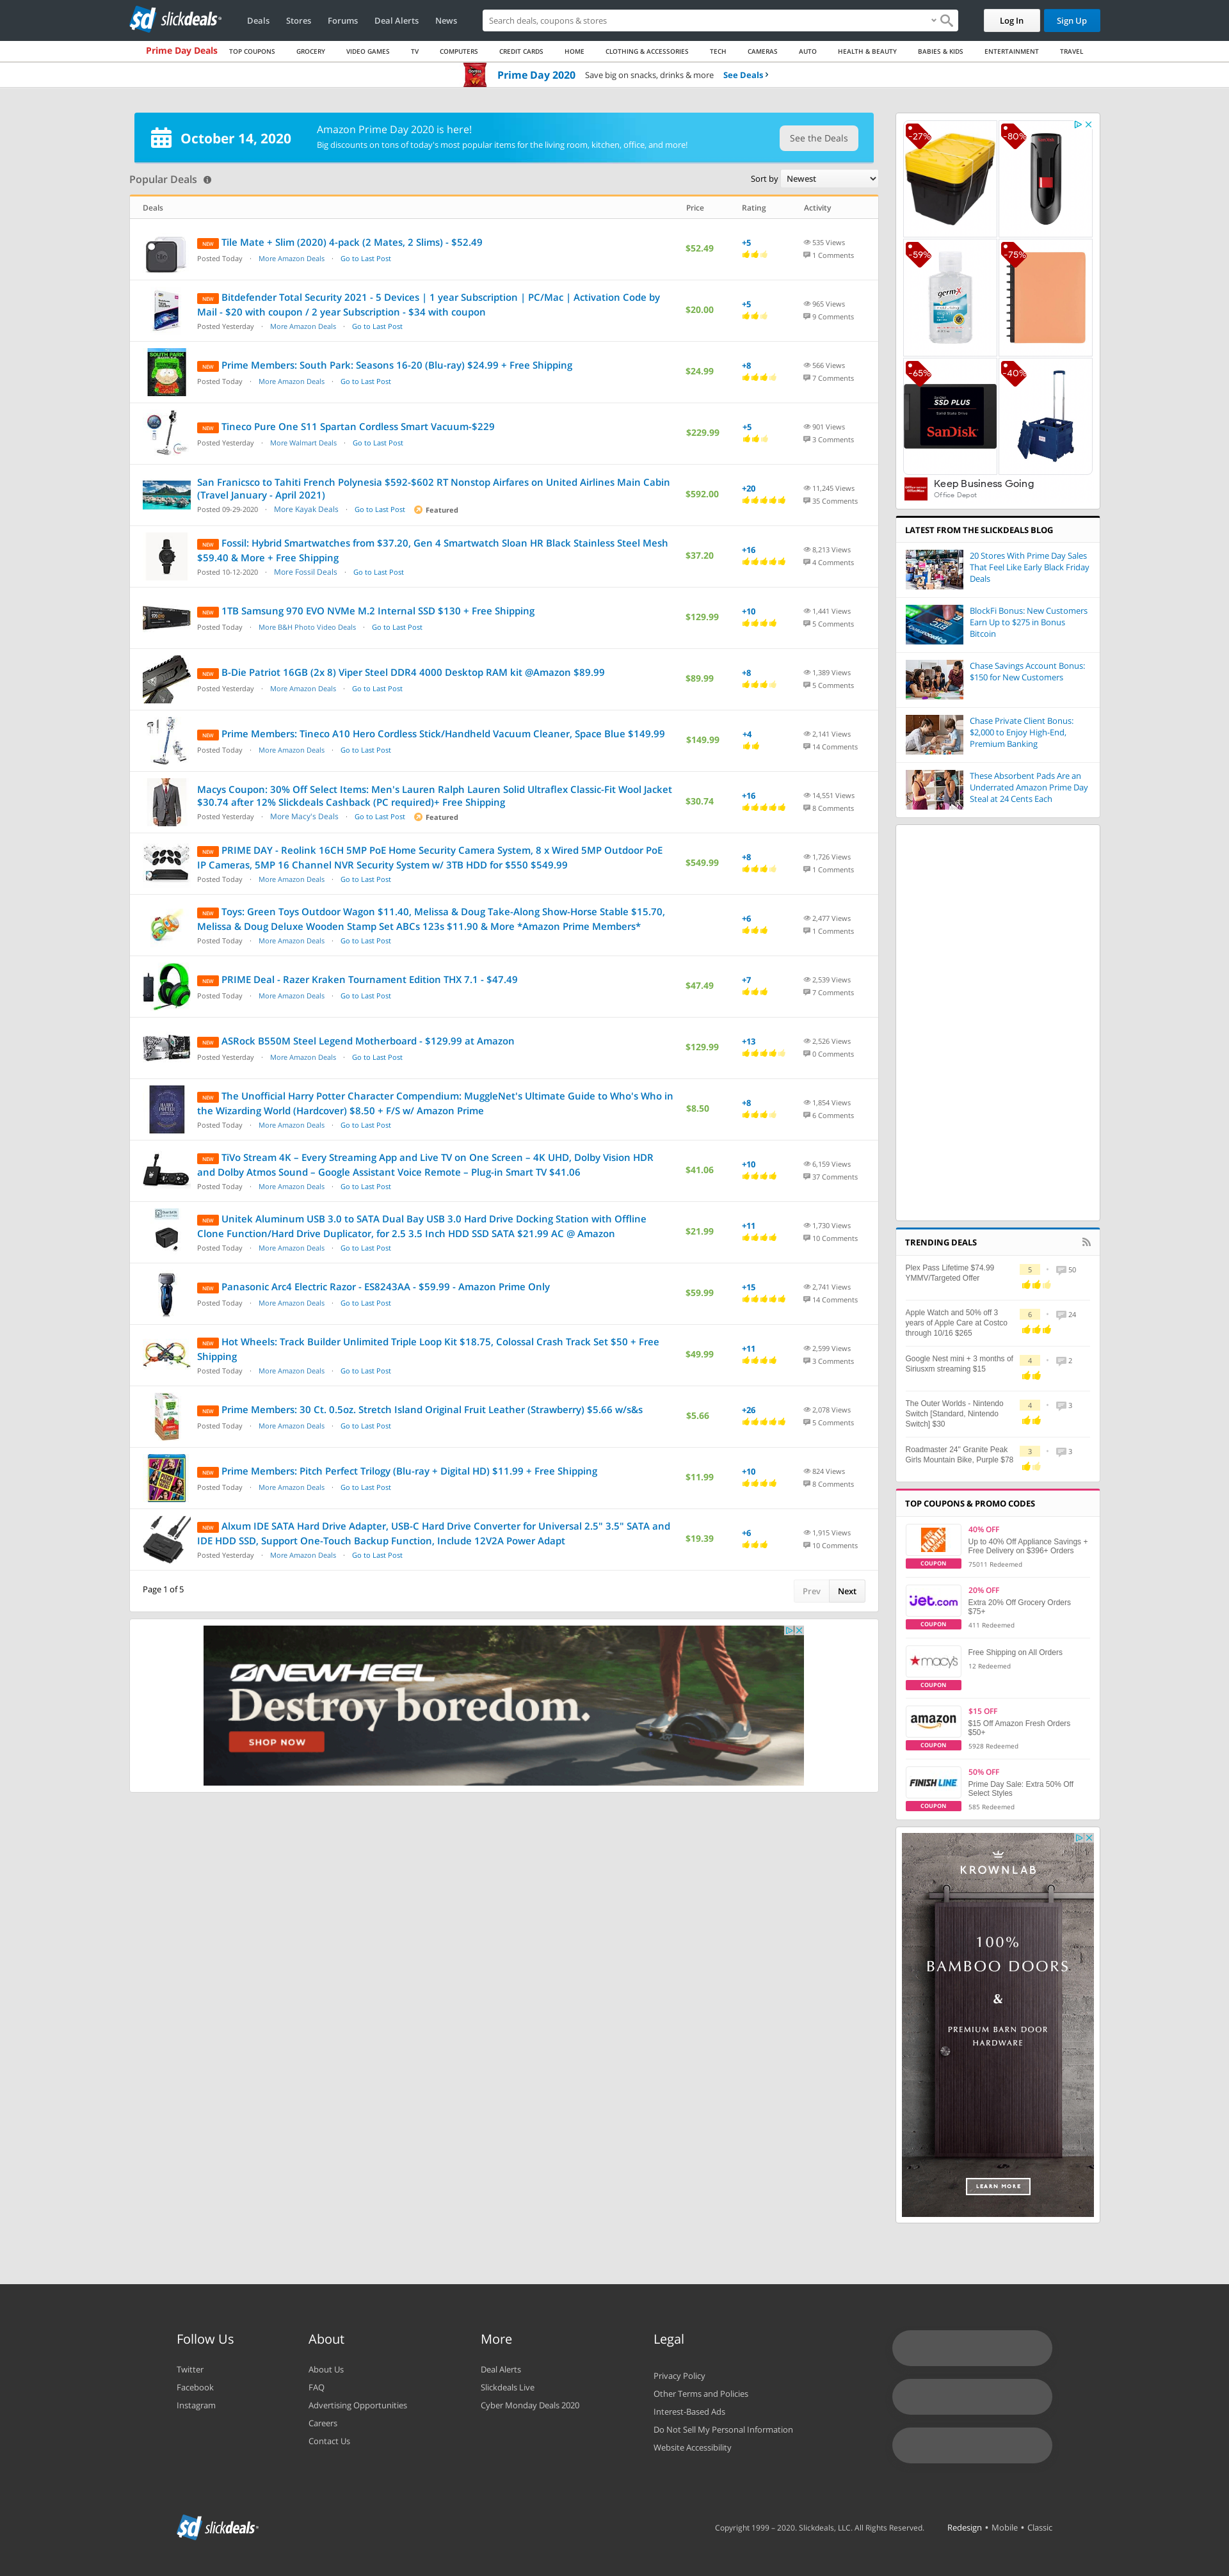 slickdeals
Deals
Stores
Forums
Deal Alerts
News
Search deals, coupons & stores
Log In
Sign Up
Prime Day Deals
TOP COUPONS
GROCERY
VIDEO GAMES
TV
COMPUTERS
CREDIT CARDS
HOME
CLOTHING & ACCESSORIES
TECH
CAMERAS
AUTO
HEALTH & BEAUTY
BABIES & KIDS
ENTERTAINMENT
TRAVEL
Prime Day 2020 Save big on snacks, drinks & more See Deals
October 14, 2020
Amazon Prime Day 2020 is here!
Big discounts on tons of today's most popular items for the living room, kitchen, office, and more!
See the Deals
Popular Deals
Sort by Newest
Deals Price Rating Activity
NEW Tile Mate + Slim (2020) 4-pack (2 Mates, 2 Slims) - $52.49
Posted Today · More Amazon Deals · Go to Last Post
$52.49
+5
535 Views
1 Comments
NEW Bitdefender Total Security 2021 - 5 Devices | 1 year Subscription | PC/Mac | Activation Code by
Mail - $20 with coupon / 2 year Subscription - $34 with coupon
Posted Yesterday · More Amazon Deals · Go to Last Post
$20.00
+5
965 Views
9 Comments
NEW Prime Members: South Park: Seasons 16-20 (Blu-ray) $24.99 + Free Shipping
Posted Today · More Amazon Deals · Go to Last Post
$24.99
+8
566 Views
7 Comments
NEW Tineco Pure One S11 Spartan Cordless Smart Vacuum-$229
Posted Yesterday · More Walmart Deals · Go to Last Post
$229.99
+5
901 Views
3 Comments
San Franicsco to Tahiti French Polynesia $592-$602 RT Nonstop Airfares on United Airlines Main Cabin
(Travel January - April 2021)
Posted 09-29-2020 · More Kayak Deals · Go to Last Post Featured
$592.00
+20
11,245 Views
35 Comments
NEW Fossil: Hybrid Smartwatches from $37.20, Gen 4 Smartwatch Sloan HR Black Stainless Steel Mesh
$59.40 & More + Free Shipping
Posted 10-12-2020 · More Fossil Deals · Go to Last Post
$37.20
+16
8,213 Views
4 Comments
NEW 1TB Samsung 970 EVO NVMe M.2 Internal SSD $130 + Free Shipping
Posted Today · More B&H Photo Video Deals · Go to Last Post
$129.99
+10
1,441 Views
5 Comments
NEW B-Die Patriot 16GB (2x 8) Viper Steel DDR4 4000 Desktop RAM kit @Amazon $89.99
Posted Yesterday · More Amazon Deals · Go to Last Post
$89.99
+8
1,389 Views
5 Comments
NEW Prime Members: Tineco A10 Hero Cordless Stick/Handheld Vacuum Cleaner, Space Blue $149.99
Posted Today · More Amazon Deals · Go to Last Post
$149.99
+4
2,141 Views
14 Comments
Macys Coupon: 30% Off Select Items: Men's Lauren Ralph Lauren Solid Ultraflex Classic-Fit Wool Jacket
$30.74 after 12% Slickdeals Cashback (PC required)+ Free Shipping
Posted Yesterday · More Macy's Deals · Go to Last Post Featured
$30.74
+16
14,551 Views
8 Comments
NEW PRIME DAY - Reolink 16CH 5MP PoE Home Security Camera System, 8 x Wired 5MP Outdoor PoE
IP Cameras, 5MP 16 Channel NVR Security System w/ 3TB HDD for $550 $549.99
Posted Today · More Amazon Deals · Go to Last Post
$549.99
+8
1,726 Views
1 Comments
NEW Toys: Green Toys Outdoor Wagon $11.40, Melissa & Doug Take-Along Show-Horse Stable $15.70,
Melissa & Doug Deluxe Wooden Stamp Set ABCs 123s $11.90 & More *Amazon Prime Members*
Posted Today · More Amazon Deals · Go to Last Post
+6
2,477 Views
1 Comments
NEW PRIME Deal - Razer Kraken Tournament Edition THX 7.1 - $47.49
Posted Today · More Amazon Deals · Go to Last Post
$47.49
+7
2,539 Views
7 Comments
NEW ASRock B550M Steel Legend Motherboard - $129.99 at Amazon
Posted Yesterday · More Amazon Deals · Go to Last Post
$129.99
+13
2,526 Views
0 Comments
NEW The Unofficial Harry Potter Character Compendium: MuggleNet's Ultimate Guide to Who's Who in
the Wizarding World (Hardcover) $8.50 + F/S w/ Amazon Prime
Posted Today · More Amazon Deals · Go to Last Post
$8.50
+8
1,854 Views
6 Comments
NEW TiVo Stream 4K – Every Streaming App and Live TV on One Screen – 4K UHD, Dolby Vision HDR
and Dolby Atmos Sound – Google Assistant Voice Remote – Plug-in Smart TV $41.06
Posted Today · More Amazon Deals · Go to Last Post
$41.06
+10
6,159 Views
37 Comments
NEW Unitek Aluminum USB 3.0 to SATA Dual Bay USB 3.0 Hard Drive Docking Station with Offline
Clone Function/Hard Drive Duplicator, for 2.5 3.5 Inch HDD SSD SATA $21.99 AC @ Amazon
Posted Today · More Amazon Deals · Go to Last Post
$21.99
+11
1,730 Views
10 Comments
NEW Panasonic Arc4 Electric Razor - ES8243AA - $59.99 - Amazon Prime Only
Posted Today · More Amazon Deals · Go to Last Post
$59.99
+15
2,741 Views
14 Comments
NEW Hot Wheels: Track Builder Unlimited Triple Loop Kit $18.75, Colossal Crash Track Set $50 + Free
Shipping
Posted Today · More Amazon Deals · Go to Last Post
$49.99
+11
2,599 Views
3 Comments
NEW Prime Members: 30 Ct. 0.5oz. Stretch Island Original Fruit Leather (Strawberry) $5.66 w/s&s
Posted Today · More Amazon Deals · Go to Last Post
$5.66
+26
2,078 Views
5 Comments
NEW Prime Members: Pitch Perfect Trilogy (Blu-ray + Digital HD) $11.99 + Free Shipping
Posted Today · More Amazon Deals · Go to Last Post
$11.99
+10
824 Views
8 Comments
NEW Alxum IDE SATA Hard Drive Adapter, USB-C Hard Drive Converter for Universal 2.5" 3.5" SATA and
IDE HDD SSD, Support One-Touch Backup Function, Include 12V2A Power Adapt
Posted Yesterday · More Amazon Deals · Go to Last Post
$19.39
+6
1,915 Views
10 Comments
Page 1 of 5
Prev Next
ONEWHEEL
Destroy boredom.
SHOP NOW
-27%
-80%
-59%
-75%
germ-X
-65%
-40%
SSD PLUS
SanDisk
Keep Business Going
Office Depot
LATEST FROM THE SLICKDEALS BLOG
20 Stores With Prime Day Sales
That Feel Like Early Black Friday
Deals
BlockFi Bonus: New Customers
Earn Up to $275 in Bonus
Bitcoin
Chase Savings Account Bonus:
$150 for New Customers
Chase Private Client Bonus:
$2,000 to Enjoy High-End,
Premium Banking
These Absorbent Pads Are an
Underrated Amazon Prime Day
Steal at 24 Cents Each
TRENDING DEALS
Plex Pass Lifetime $74.99
YMMV/Targeted Offer
5 · 50
Apple Watch and 50% off 3
years of Apple Care at Costco
through 10/16 $265
6 · 24
Google Nest mini + 3 months of
Siriusxm streaming $15
4 · 2
The Outer Worlds - Nintendo
Switch [Standard, Nintendo
Switch] $30
4 · 3
Roadmaster 24" Granite Peak
Girls Mountain Bike, Purple $78
3 · 3
TOP COUPONS & PROMO CODES
40% OFF
Up to 40% Off Appliance Savings +
Free Delivery on $396+ Orders
75011 Redeemed
COUPON
jet.com
20% OFF
Extra 20% Off Grocery Orders
$75+
411 Redeemed
COUPON
macys
Free Shipping on All Orders
12 Redeemed
COUPON
amazon
$15 OFF
$15 Off Amazon Fresh Orders
$50+
5928 Redeemed
COUPON
FINISH LINE
50% OFF
Prime Day Sale: Extra 50% Off
Select Styles
585 Redeemed
COUPON
KROWNLAB
100%
BAMBOO DOORS
&
PREMIUM BARN DOOR
HARDWARE
LEARN MORE
Follow Us
Twitter
Facebook
Instagram
About
About Us
FAQ
Advertising Opportunities
Careers
Contact Us
More
Deal Alerts
Slickdeals Live
Cyber Monday Deals 2020
Legal
Privacy Policy
Other Terms and Policies
Interest-Based Ads
Do Not Sell My Personal Information
Website Accessibility
slickdeals
Copyright 1999 – 2020. Slickdeals, LLC. All Rights Reserved.
Redesign • Mobile • Classic